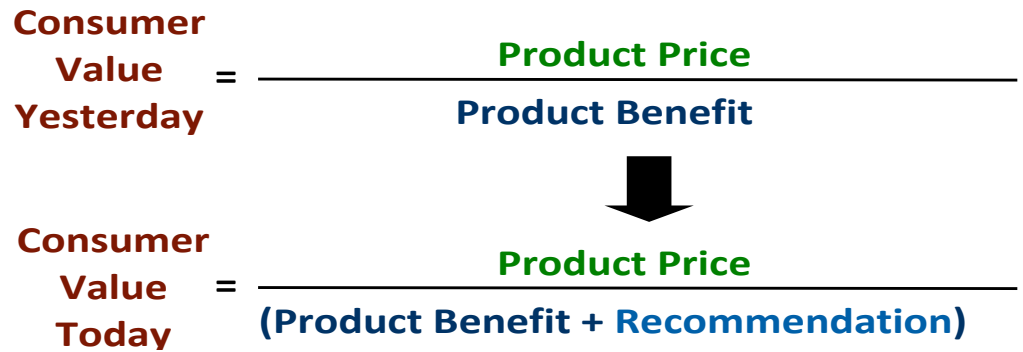 Consumer
Value
Yesterday
=
Product Price
Product Benefit
Consumer
Value
Today
=
Product Price
(Product Benefit + Recommendation)